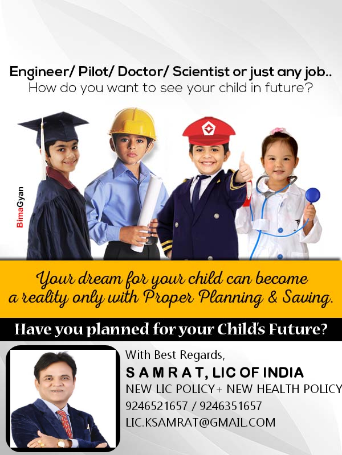 Engineer/ Pilot/ Doctor/ Scientist or just any job..
How do you want to see your child in future?
BimaGyan
Your dream for your child can become
a reality only with Proper Planning & Saving.
Have you planned for your Child's Future?
With Best Regards,
S A M R A T, LIC OF INDIA
NEW LIC POLICY+ NEW HEALTH POLICY
9246521657 / 9246351657
LIC.KSAMRAT@GMAIL.COM